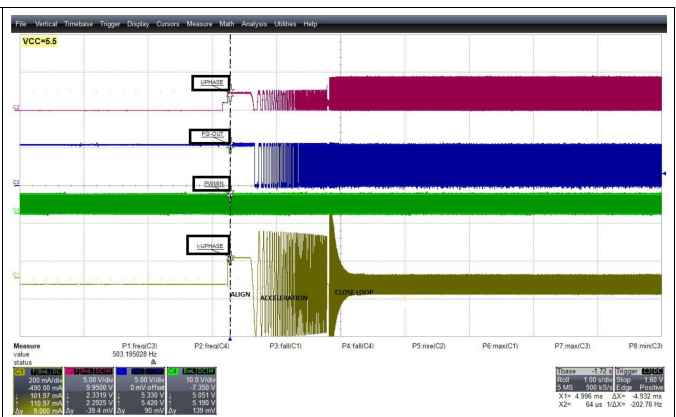 File Vertical Timebase Trigger Display Cursors Measure Math Analysis Utilities Help
VCC=5.5
UPHASE
FG-OUT
PWMIN
I-UPHASE
ALIGN ACCELERATION CLOSE LOOP
Measure P1:freq(C3) P2:freq(C4) P3:fall(C1) P4:fall(C4) P5:rise(C2) P6:max(C1) P7:max(C3) P8:min(C3)
value 503.195028 Hz
status
Tbase -1.72 s Trigger
200 mA/div 5.00 V/div 5.00 V/div 10.0 V/div Roll 1.00 s/div Stop 1.60 V
-490.00 mA 9.9500 V 0 mV offset -7.350 V 5 MS 500 kS/s Edge Positive
101.97 mA 2.3319 V 5.330 V 5.051 V X1= 4.996 ms ΔX= -4.932 ms
110.97 mA 2.2925 V 5.420 V 5.190 V X2= 64 us 1/ΔX= -202.76 Hz
Δy 9.000 mA Δy -39.4 mV Δy 90 mV Δy 139 mV